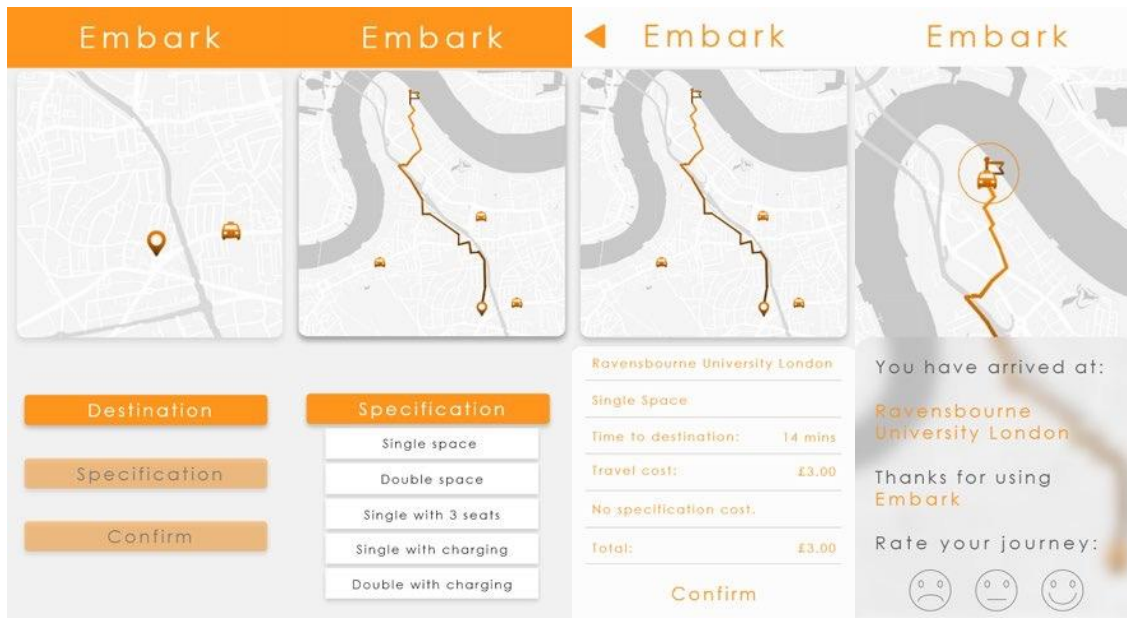 Embark
Destination
Specification
Confirm
Embark
Specification
Single space
Double space
Single with 3 seats
Single with charging
Double with charging
Embark
Ravensbourne University London
Single Space
Time to destination: 14 mins
Travel cost: £3.00
No specification cost.
Total: £3.00
Confirm
Embark
You have arrived at:
Ravensbourne
University London
Thanks for using
Embark
Rate your journey: